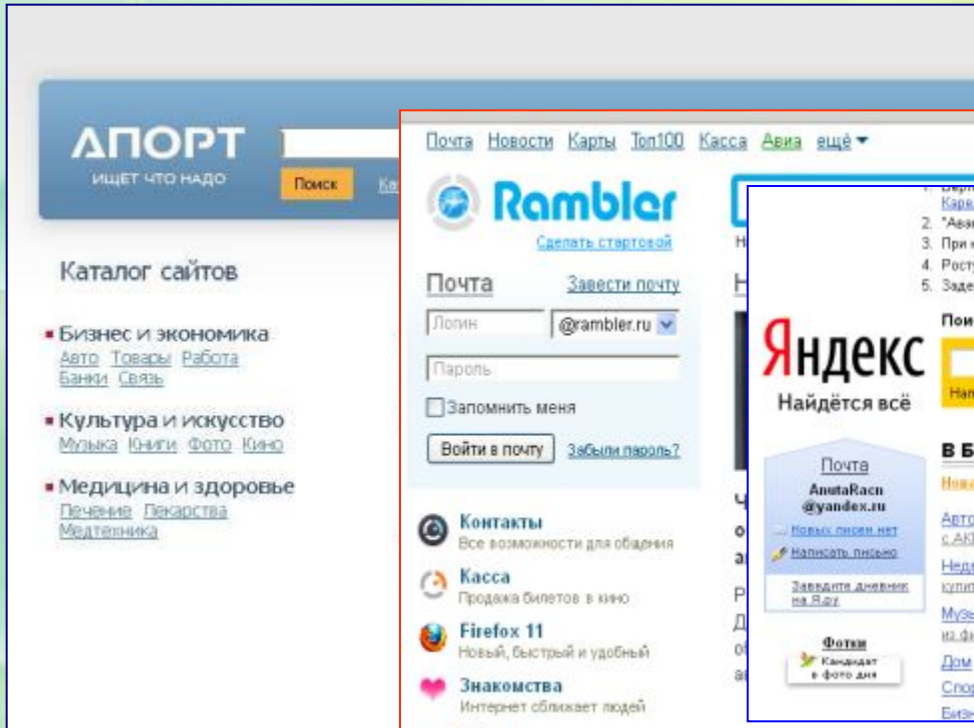 АПОРТ
ИЩЕТ ЧТО НАДО
Поиск
Каталог сайтов
Бизнес и экономика
Авто Товары Работа
Банки Связь
Культура и искусство
Музыка Книги Фото Кино
Медицина и здоровье
Лечение Лекарства
Медтехника
Почта Новости Карты Топ100 Касса Авиа ещё
Rambler
Сделать стартовой
Почта Завести почту
Логин @rambler.ru
Пароль
Запомнить меня
Войти в почту Забыли пароль?
Контакты
Все возможности для общения
Касса
Продажа билетов в кино
Firefox 11
Новый, быстрый и удобный
Знакомства
Интернет сближает людей
2.
3. При
4.
5.
Яндекс
Найдётся всё
Почта
AnutaRacn
@yandex.ru
Новых писем нет
Написать письмо
Заведите дневник
на Я.ру
Фотки
Кандидат
в фото дня
В
Авто
с
купит
из
Дом